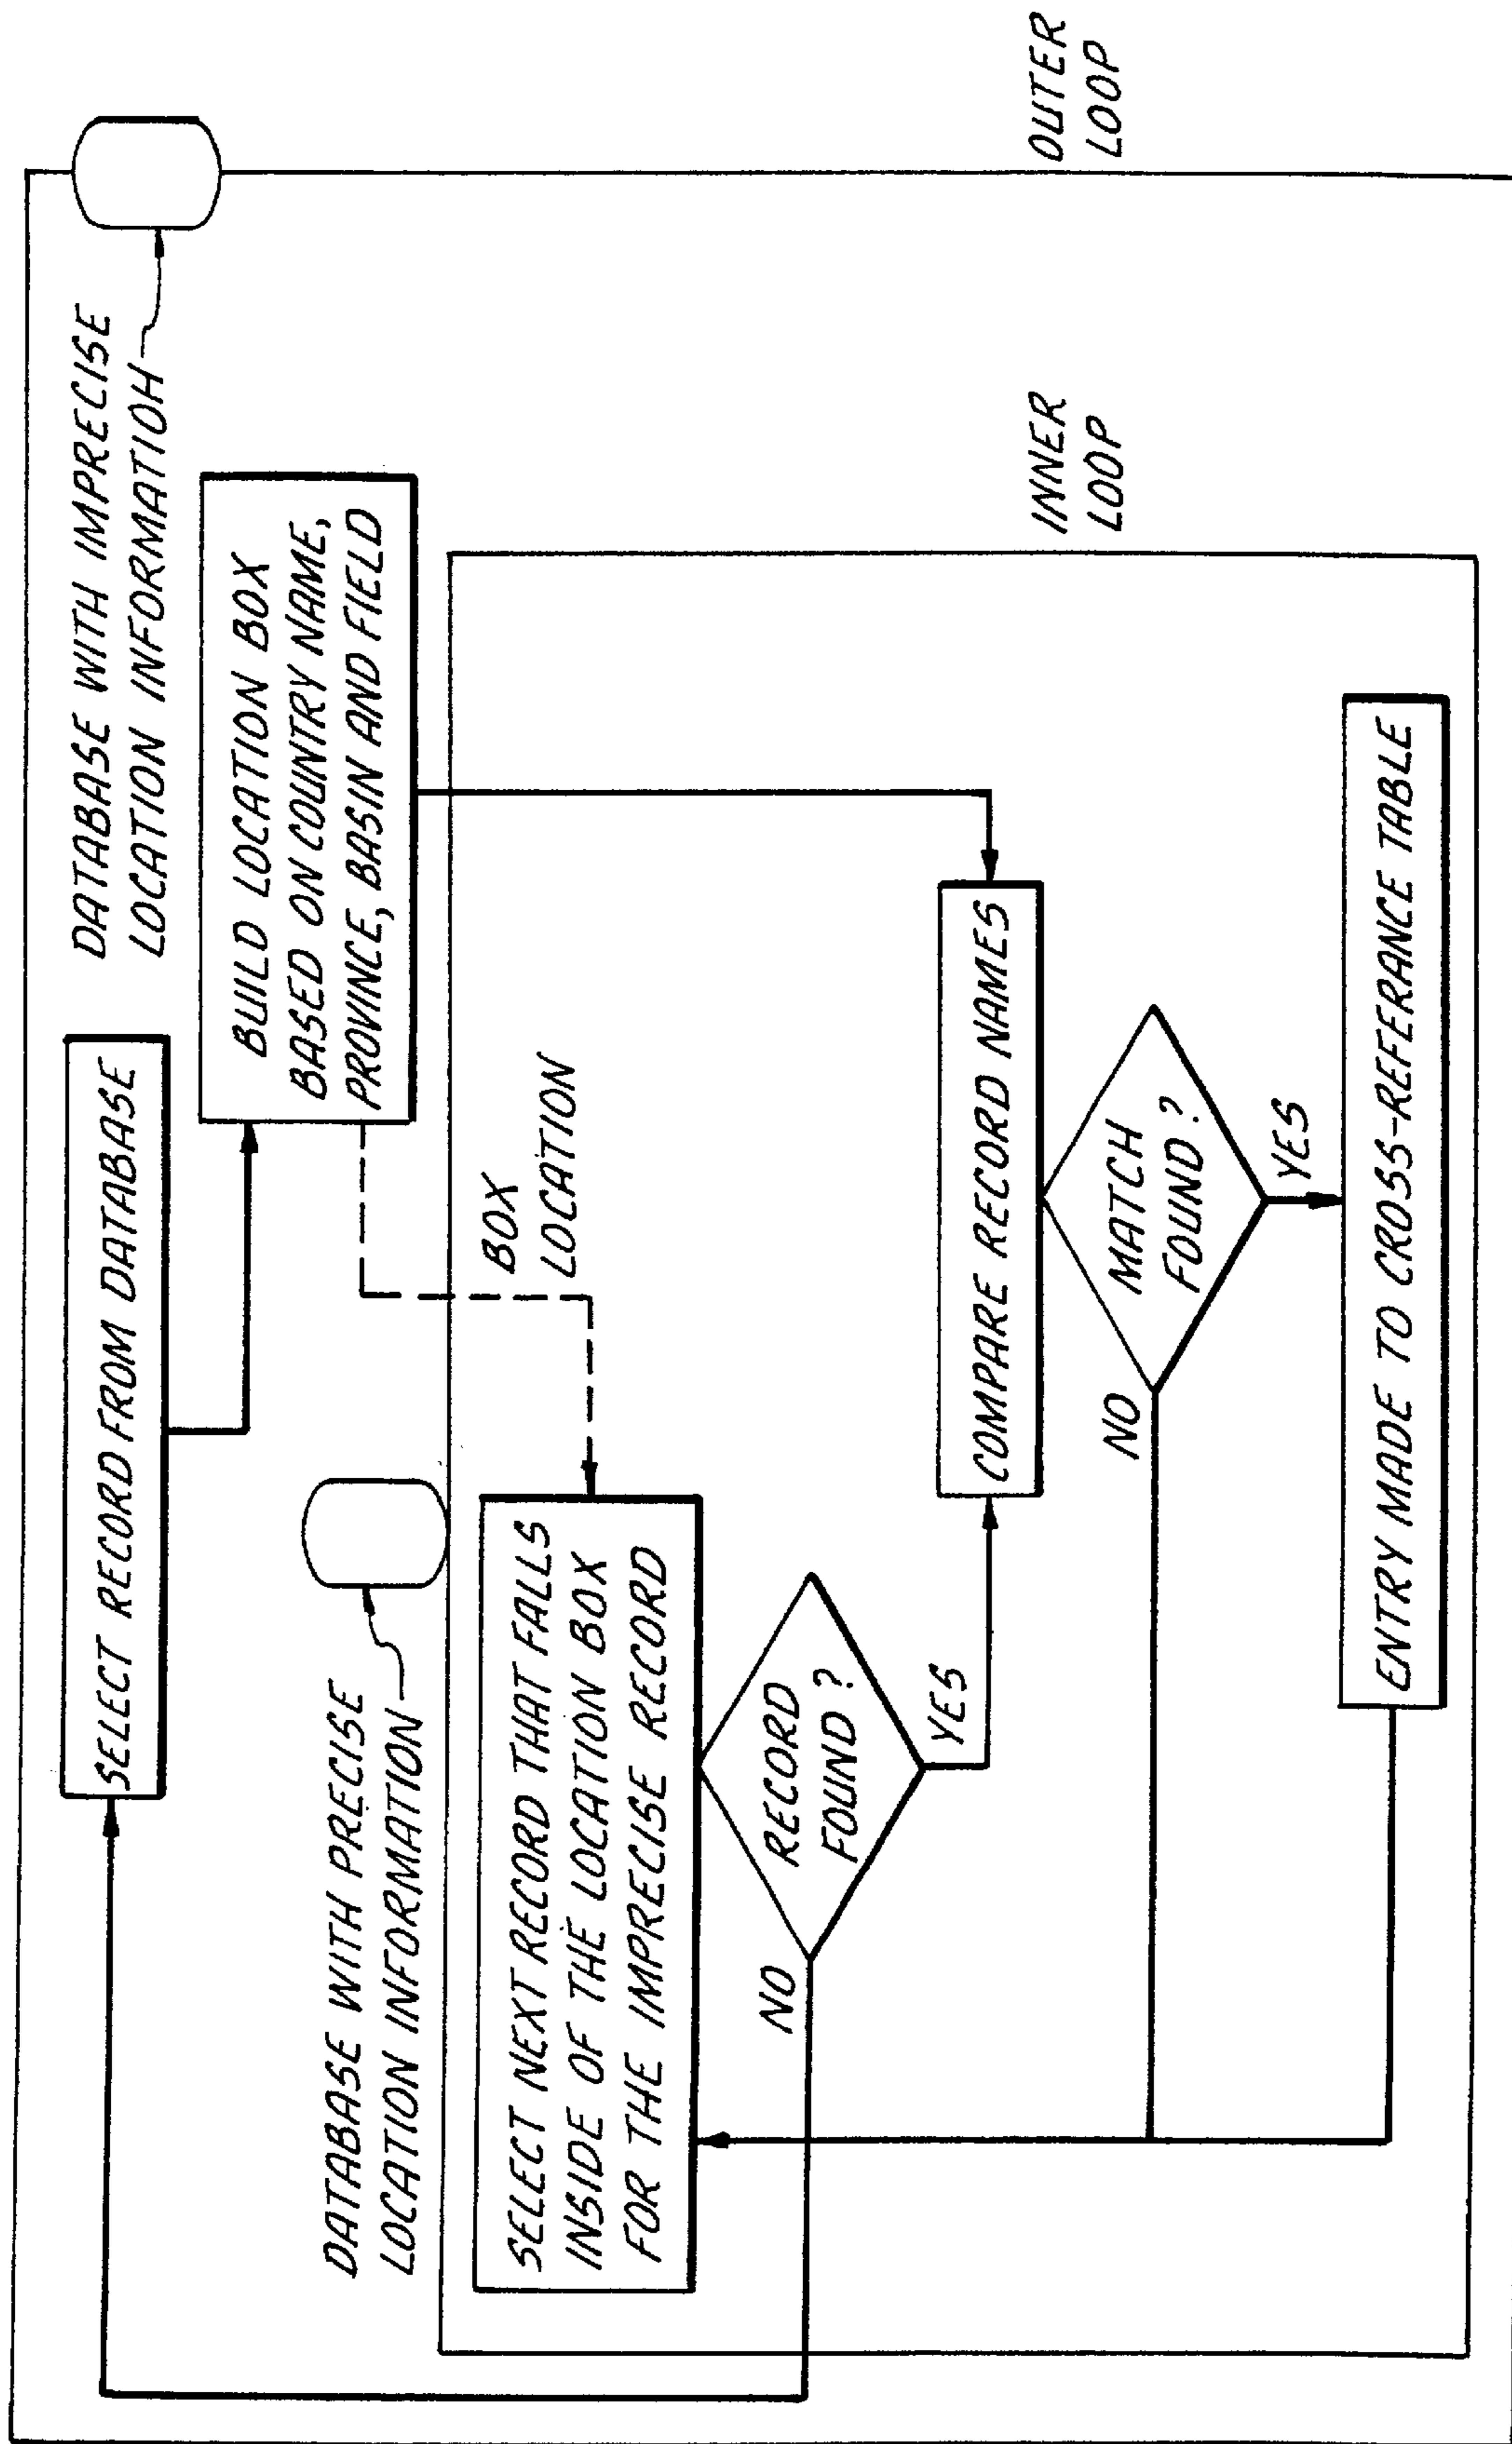 DATABASE WITH IMPRECISE
LOCATION INFORMATIOH
SELECT RECORD FROM DATABASE
BUILD LOCATION BOX
BASED ON COUNTRY NAME,
PROVINCE, BASIN AND FIELD
DATABASE WITH PRECISE
LOCATION INFORMATION
BOX
LOCATION
SELECT NEXT RECORD THAT FALLS
INSIDE OF THE LOCATION BOX
FOR THE IMPRECISE RECORD
RECORD
FOUND?
NO
YES
COMPARE RECORD NAMES
MATCH
FOUND?
NO
YES
ENTRY MADE TO CROSS-REFERANCE TABLE
INNER
LOOP
OUTER
LOOP